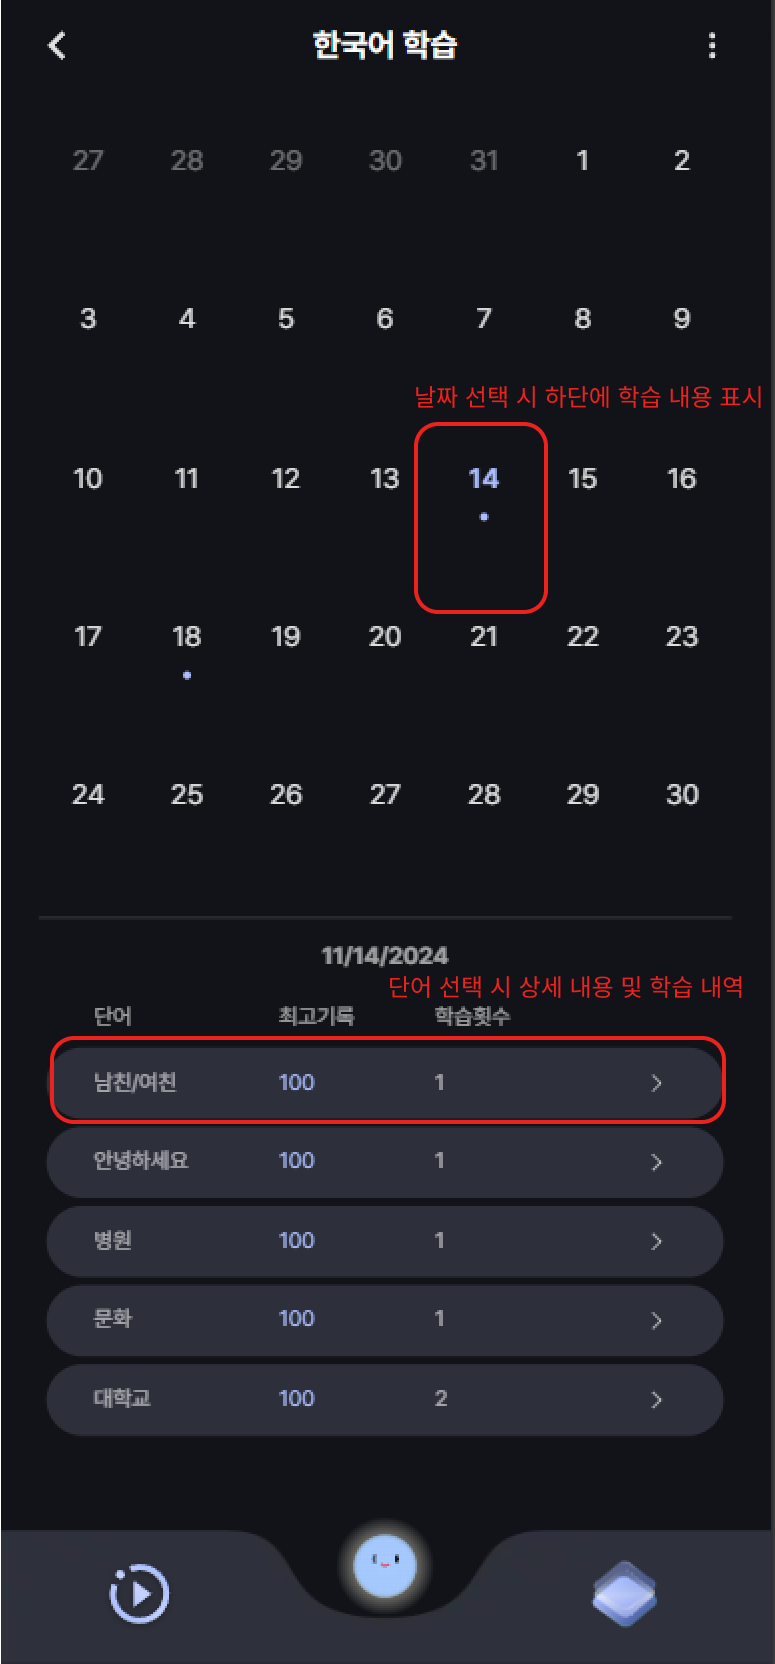 한국어 학습
27 28 29 30 31 1 2
3 4 5 6 7 8 9
날짜 선택 시 하단에 학습 내용 표시
10 11 12 13 14 15 16
17 18 19 20 21 22 23
24 25 26 27 28 29 30
11/14/2024
단어 선택 시 상세 내용 및 학습 내역
단어 최고기록 학습횟수
남친/여친 100 1
안녕하세요 100 1
병원 100 1
문화 100 1
대학교 100 2